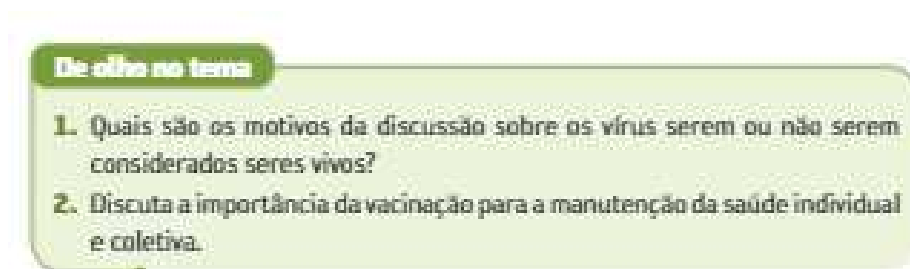 De olho no tema
1. Quais são os motivos da discussão sobre os vírus serem ou não serem
considerados seres vivos?
2. Discuta a importância da vacinação para a manutenção da saúde individual
e coletiva.